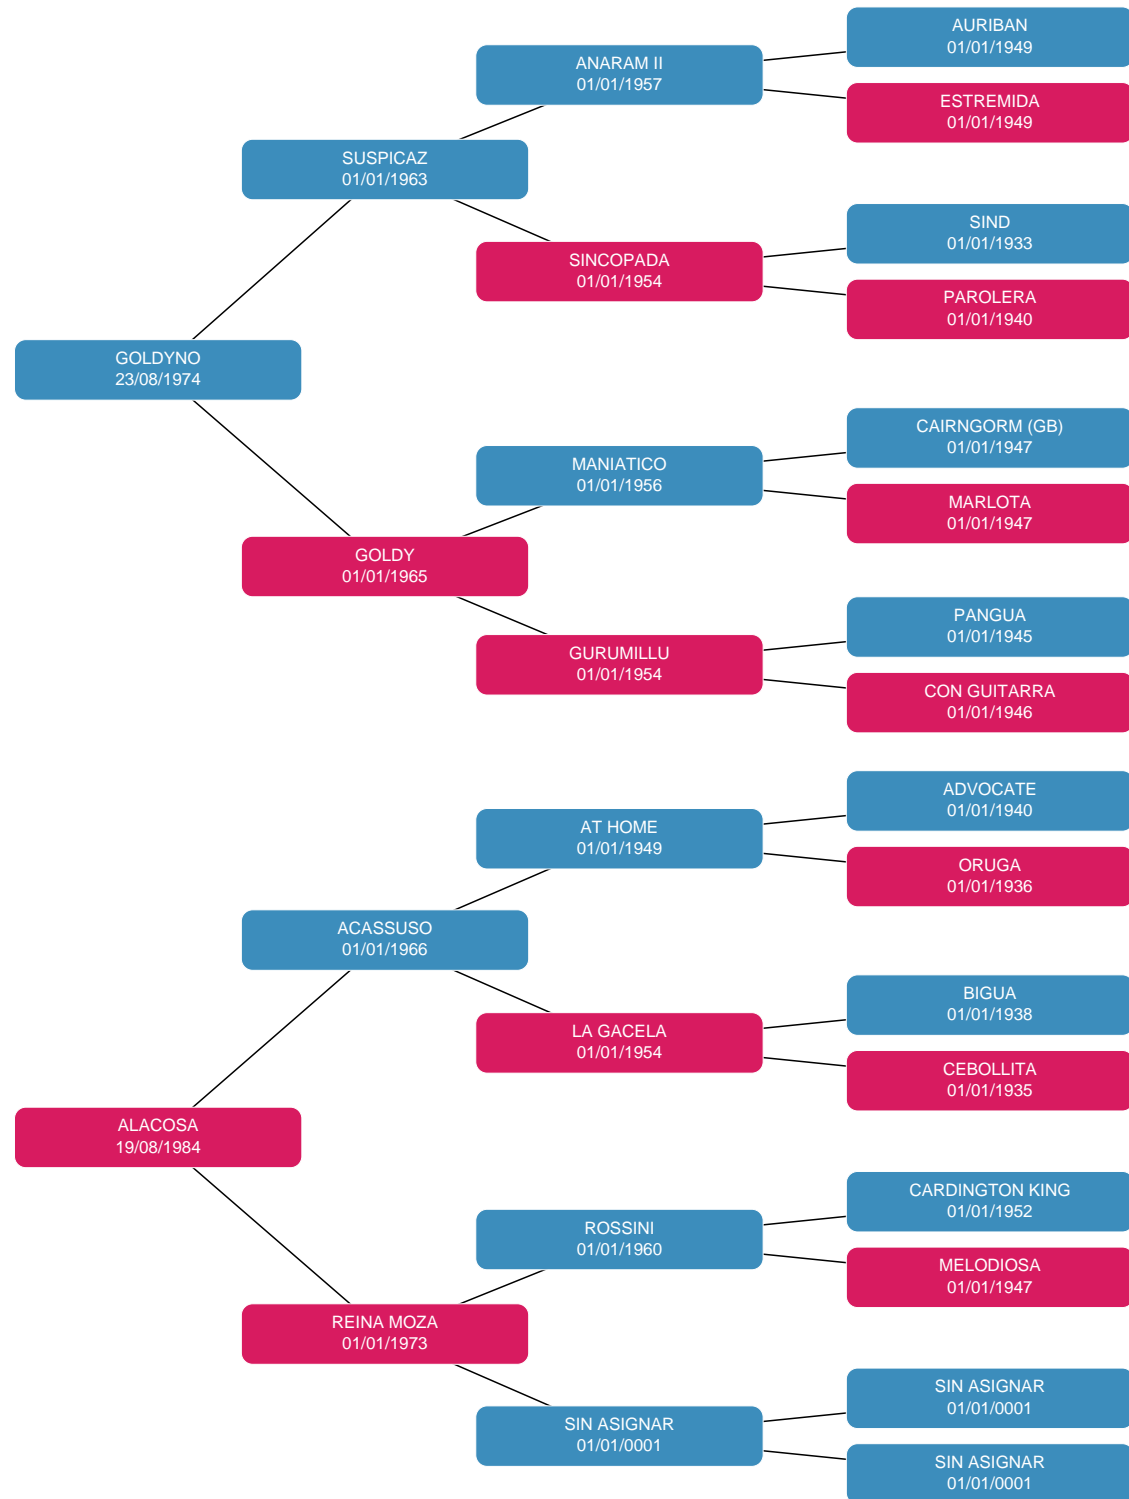 AURIBAN
01/01/1949
ANARAM II
01/01/1957
ESTREMIDA
01/01/1949
SUSPICAZ
01/01/1963
SIND
01/01/1933
SINCOPADA
01/01/1954
PAROLERA
01/01/1940
GOLDYNO
23/08/1974
CAIRNGORM (GB)
01/01/1947
MANIATICO
01/01/1956
MARLOTA
01/01/1947
GOLDY
01/01/1965
PANGUA
01/01/1945
GURUMILLU
01/01/1954
CON GUITARRA
01/01/1946
ADVOCATE
01/01/1940
AT HOME
01/01/1949
ORUGA
01/01/1936
ACASSUSO
01/01/1966
BIGUA
01/01/1938
LA GACELA
01/01/1954
CEBOLLITA
01/01/1935
ALACOSA
19/08/1984
CARDINGTON KING
01/01/1952
ROSSINI
01/01/1960
MELODIOSA
01/01/1947
REINA MOZA
01/01/1973
SIN ASIGNAR
01/01/0001
SIN ASIGNAR
01/01/0001
SIN ASIGNAR
01/01/0001